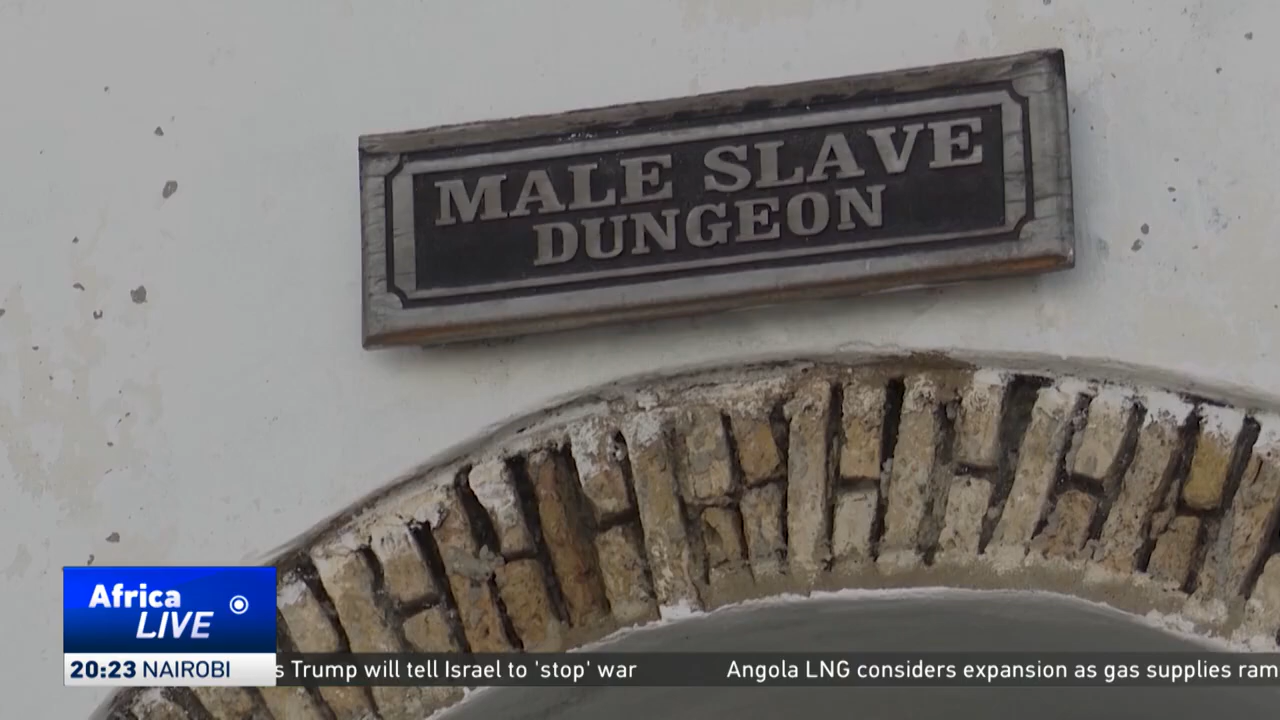 MALE SLAVE
DUNGEON
Africa
LIVE
20:23 NAIROBI
s Trump will tell Israel to 'stop' war
Angola LNG considers expansion as gas supplies ram